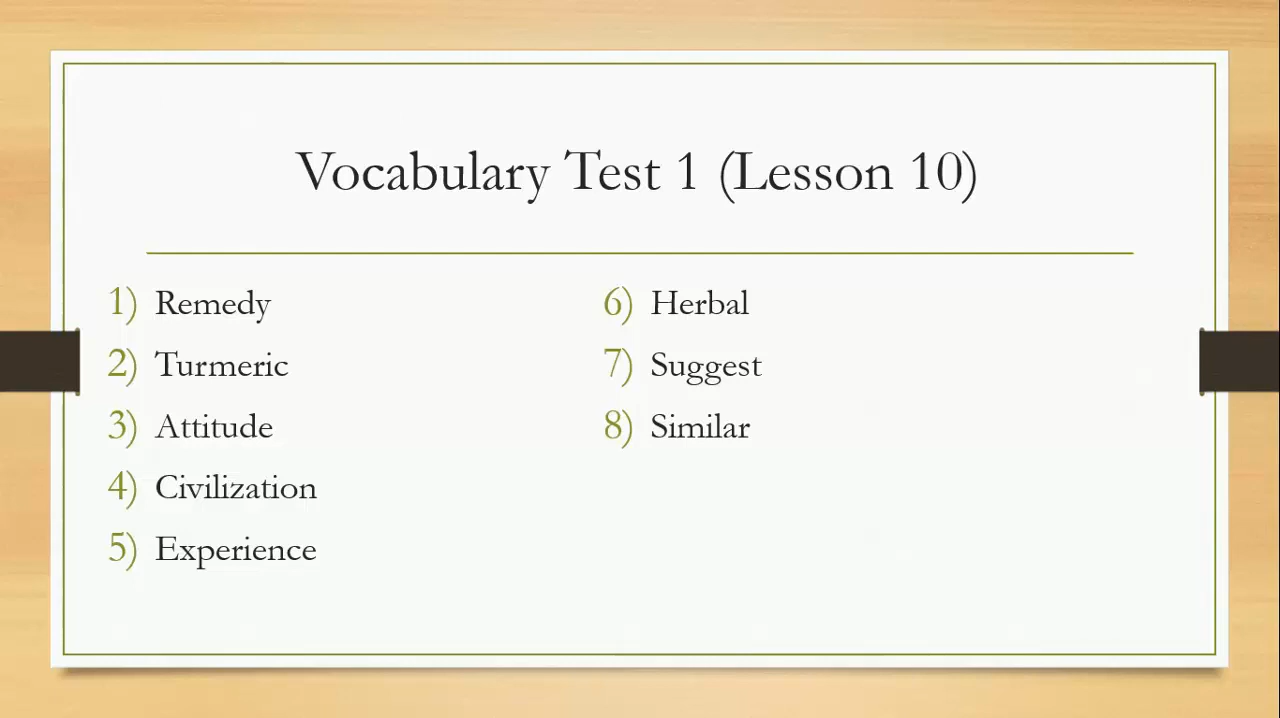 Vocabulary Test 1 (Lesson 10)
1) Remedy
2) Turmeric
3) Attitude
4) Civilization
5) Experience
6) Herbal
7) Suggest
8) Similar